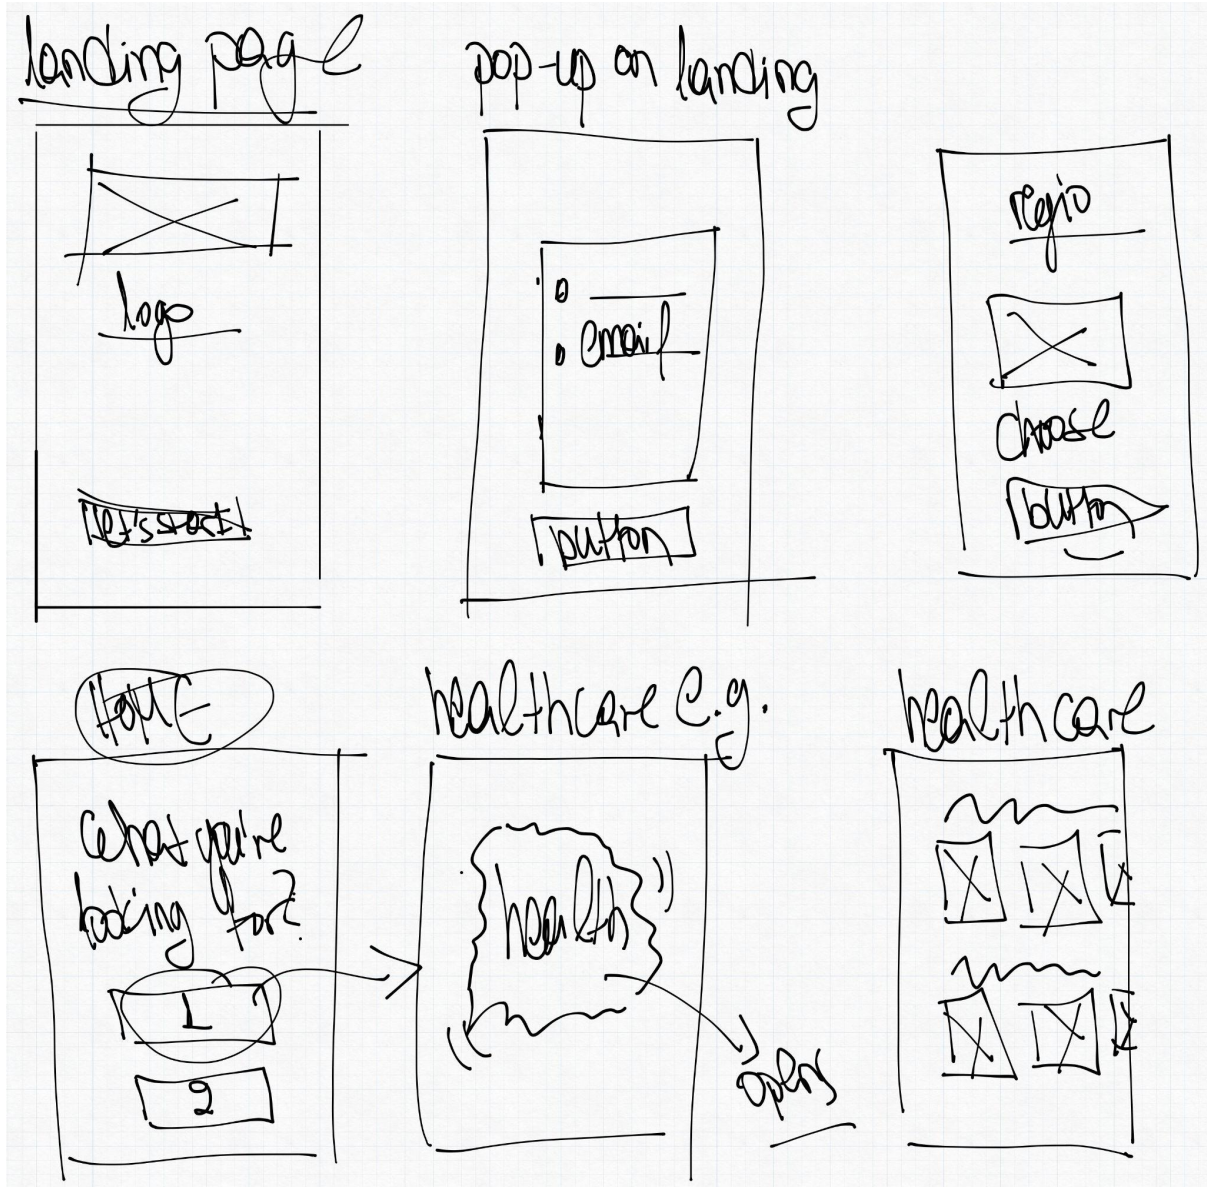 landing page
pop-up on landing
logo
let's start
email
button
regio
choose
button
HOME
what you're
looking for?
1
2
healthcare e.g.
health
opens
healthcare